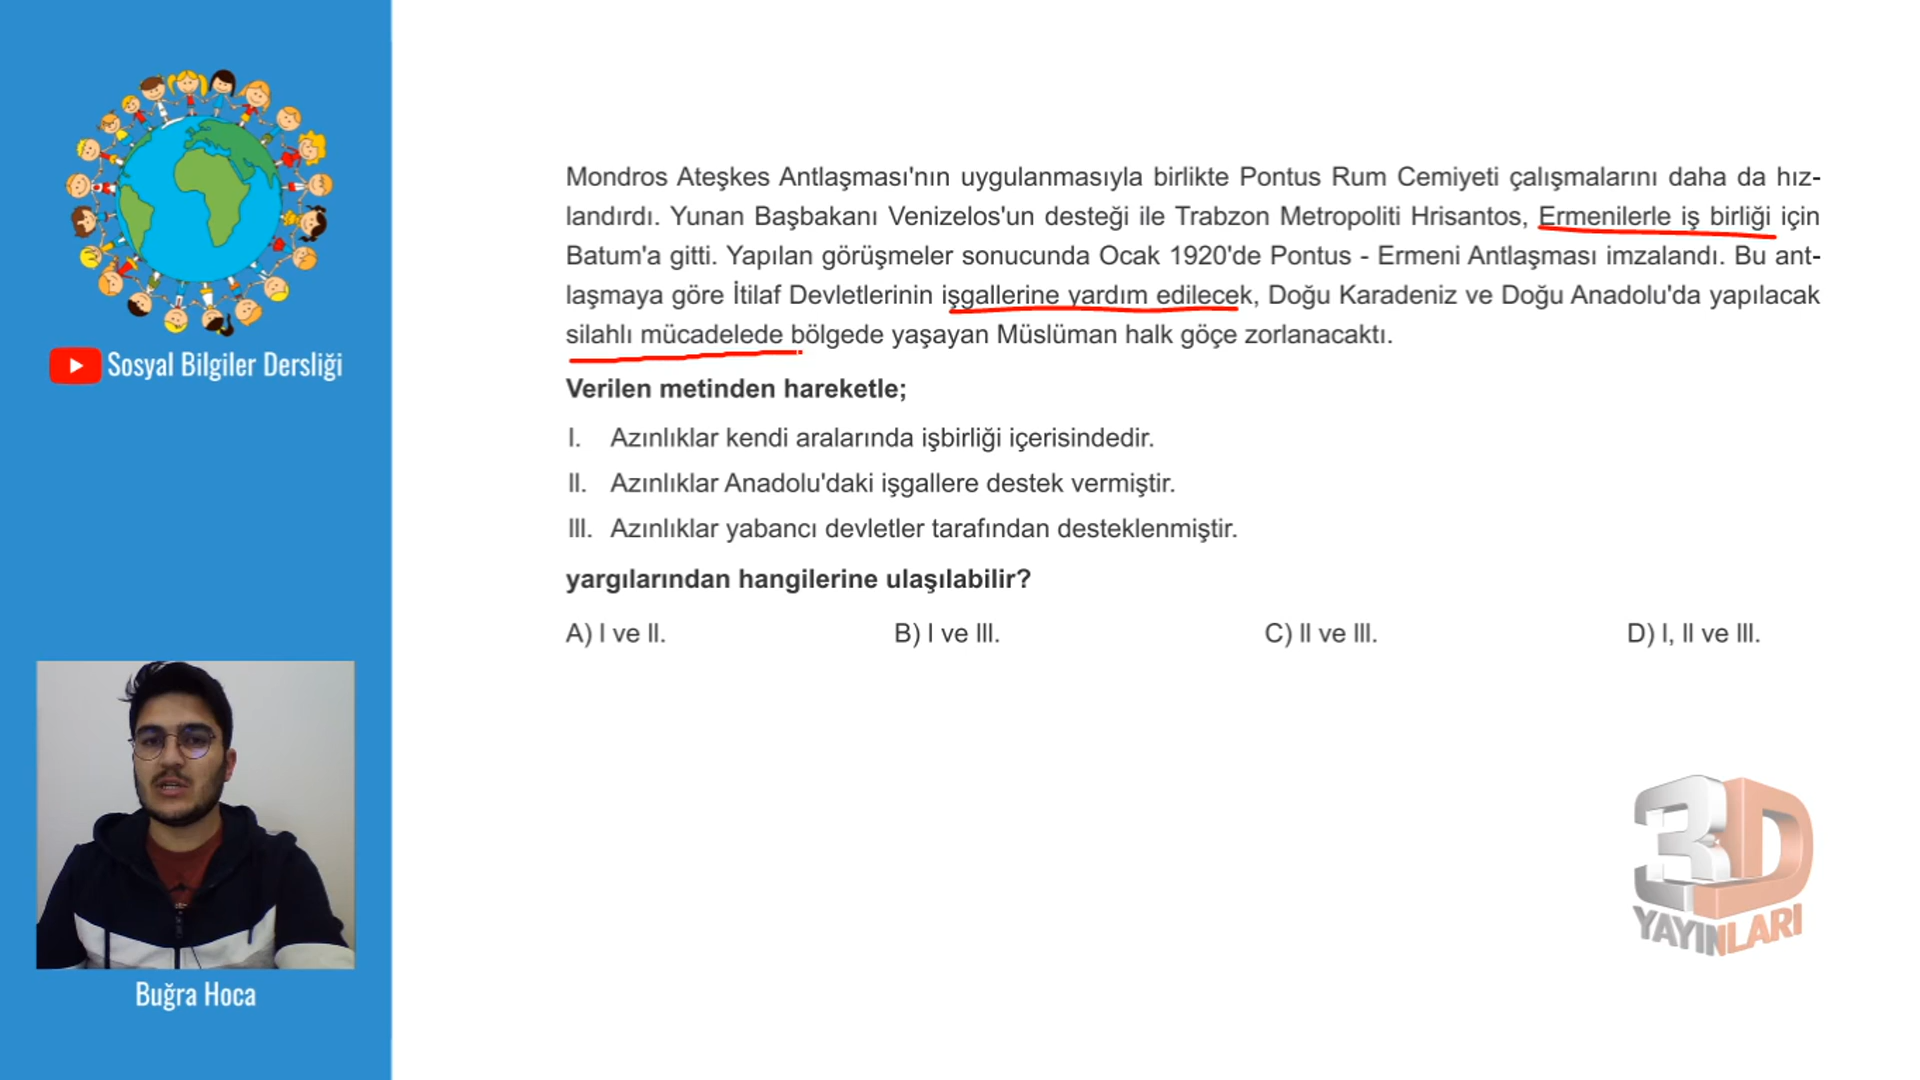 Mondros Ateşkes Antlaşması'nın uygulanmasıyla birlikte Pontus Rum Cemiyeti çalışmalarını daha da hız-
landırdı. Yunan Başbakanı Venizelos'un desteği ile Trabzon Metropoliti Hrisantos, Ermenilerle iş birliği için
Batum'a gitti. Yapılan görüşmeler sonucunda Ocak 1920'de Pontus - Ermeni Antlaşması imzalandı. Bu ant-
laşmaya göre İtilaf Devletlerinin işgallerine yardım edilecek, Doğu Karadeniz ve Doğu Anadolu'da yapılacak
silahlı mücadelede bölgede yaşayan Müslüman halk göçe zorlanacaktı.
Verilen metinden hareketle;
I. Azınlıklar kendi aralarında işbirliği içerisindedir.
II. Azınlıklar Anadolu'daki işgallere destek vermiştir.
III. Azınlıklar yabancı devletler tarafından desteklenmiştir.
yargılarından hangilerine ulaşılabilir?
A) I ve II. B) I ve III. C) II ve III. D) I, II ve III.
Sosyal Bilgiler Dersliği
Buğra Hoca
3D
YAYINLARI